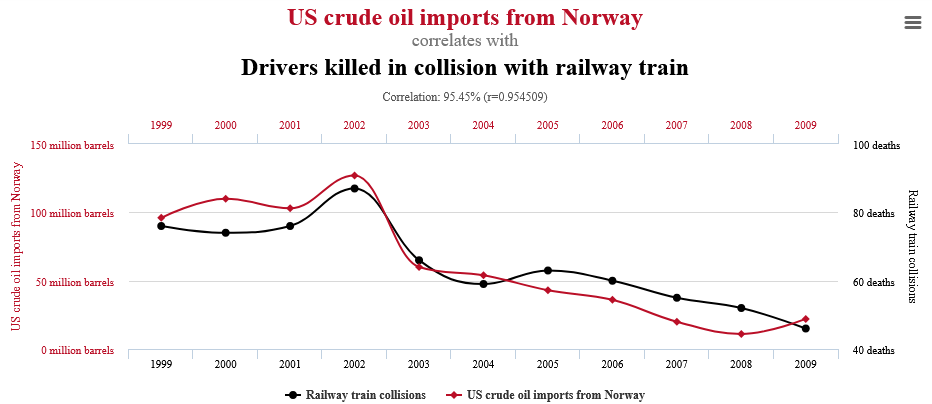 US crude oil imports from Norway
correlates with
Drivers killed in collision with railway train
Correlation: 95.45% (r=0.954509)
1999 2000 2001 2002 2003 2004 2005 2006 2007 2008 2009
150 million barrels 100 deaths
100 million barrels 80 deaths
50 million barrels 60 deaths
0 million barrels 40 deaths
US crude oil imports from Norway
Railway train collisions
1999 2000 2001 2002 2003 2004 2005 2006 2007 2008 2009
Railway train collisions US crude oil imports from Norway